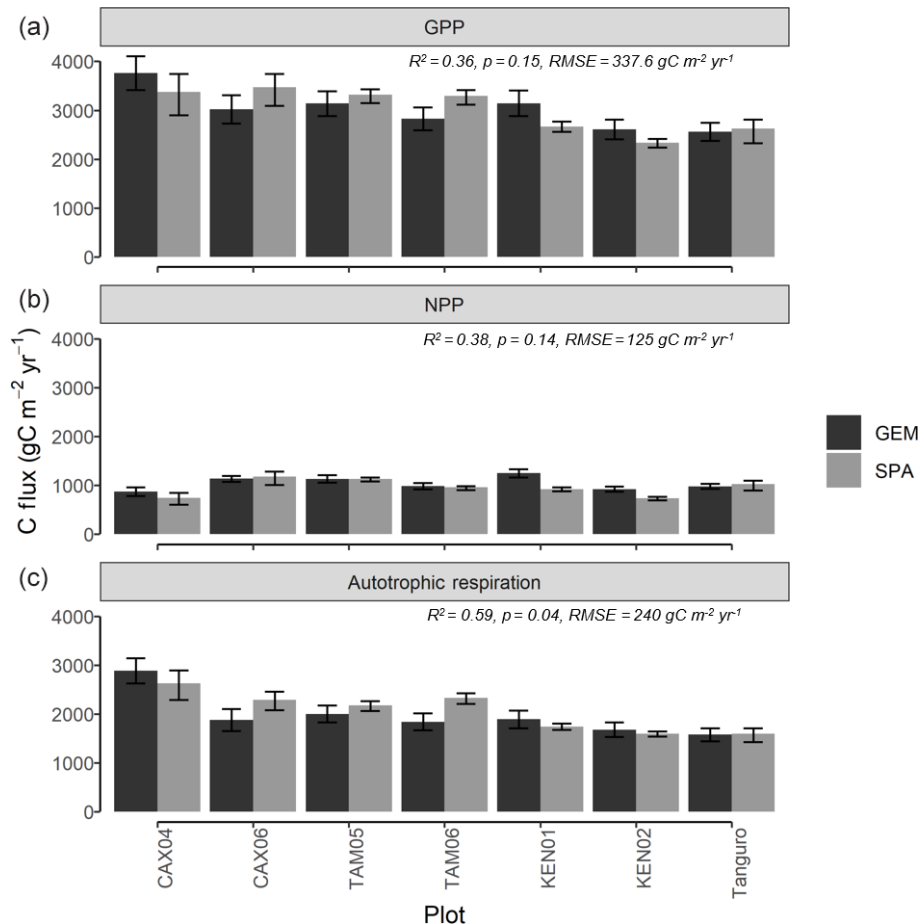 (a)
GPP
R² = 0.36, p = 0.15, RMSE = 337.6 gC m⁻² yr⁻¹
4000
3000
2000
1000
0
(b)
NPP
R² = 0.38, p = 0.14, RMSE = 125 gC m⁻² yr⁻¹
4000
3000
2000
1000
0
C flux (gC m⁻² yr⁻¹)
GEM
SPA
(c)
Autotrophic respiration
R² = 0.59, p = 0.04, RMSE = 240 gC m⁻² yr⁻¹
4000
3000
2000
1000
0
CAX04
CAX06
TAM05
TAM06
KEN01
KEN02
Tanguro
Plot